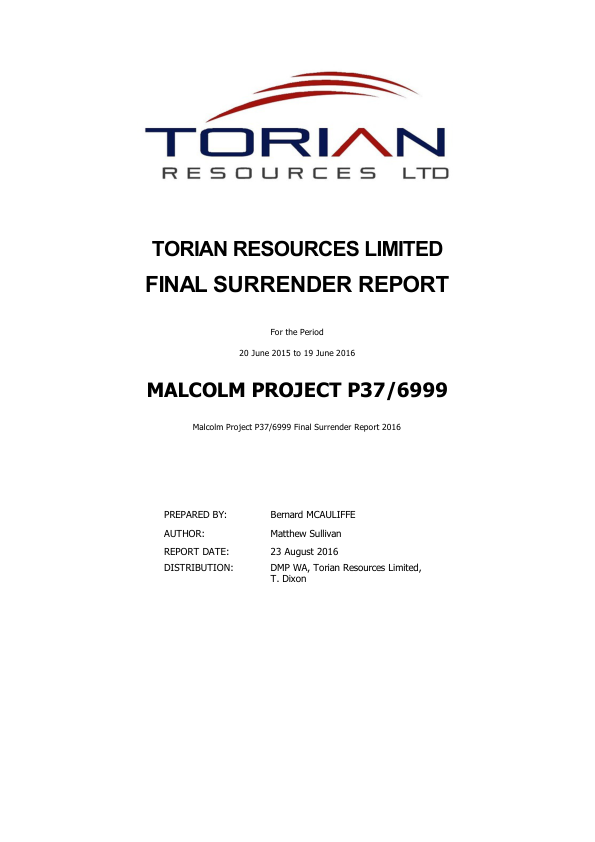 TORIAN
RESOURCES LTD
TORIAN RESOURCES LIMITED
FINAL SURRENDER REPORT
For the Period
20 June 2015 to 19 June 2016
MALCOLM PROJECT P37/6999
Malcolm Project P37/6999 Final Surrender Report 2016
PREPARED BY: Bernard MCAULIFFE
AUTHOR: Matthew Sullivan
REPORT DATE: 23 August 2016
DISTRIBUTION: DMP WA, Torian Resources Limited,
T. Dixon